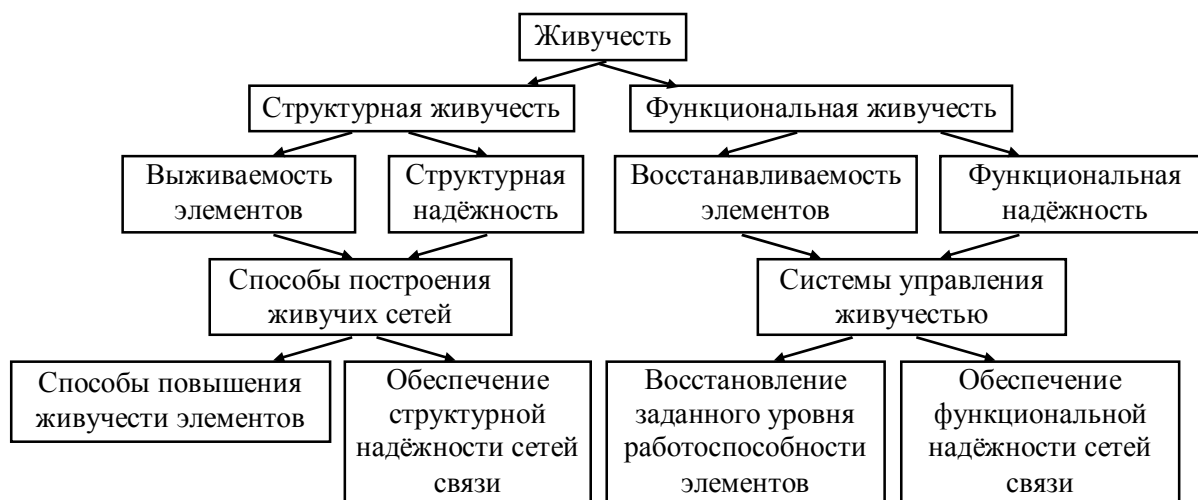 Живучесть
Структурная живучесть
Функциональная живучесть
Выживаемость
элементов
Структурная
надёжность
Восстанавливаемость
элементов
Функциональная
надёжность
Способы построения
живучих сетей
Системы управления
живучестью
Способы повышения
живучести элементов
Обеспечение
структурной
надёжности сетей
связи
Восстановление
заданного уровня
работоспособности
элементов
Обеспечение
функциональной
надёжности сетей
связи